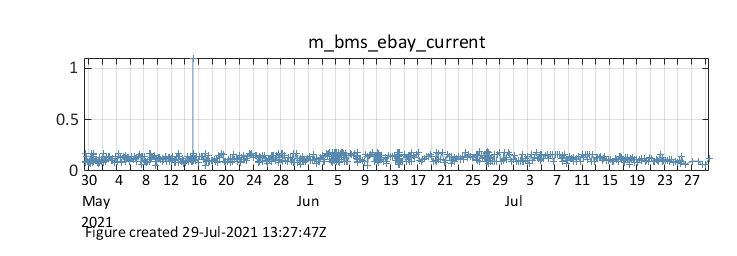 m_bms_ebay_current
1
0.5
0
30 4 8 12 16 20 24 28 1 5 9 13 17 21 25 29 3 7 11 15 19 23 27
May Jun Jul
2021
Figure created 29-Jul-2021 13:27:47Z